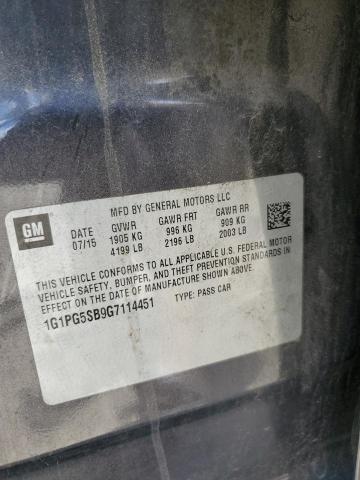 GM
MFD BY GENERAL MOTORS LLC
DATE GVWR GAWR FRT GAWR RR
07/15 1905 KG 996 KG 909 KG
4199 LB 2196 LB 2003 LB
THIS VEHICLE CONFORMS TO ALL APPLICABLE U.S. FEDERAL MOTOR
VEHICLE SAFETY, BUMPER, AND THEFT PREVENTION STANDARDS IN
EFFECT ON THE DATE OF MANUFACTURE SHOWN ABOVE.
1G1PG5SB9G7114451 TYPE: PASS CAR